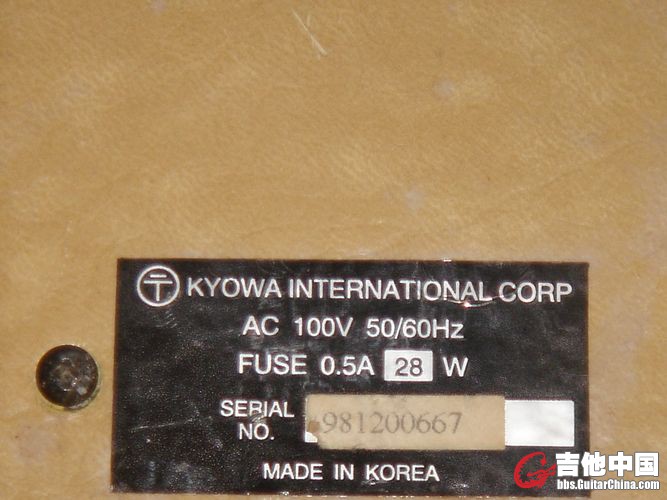 〒 KYOWA INTERNATIONAL CORP
AC 100V 50/60Hz
FUSE 0.5A 28 W
SERIAL NO. 981200667
MADE IN KOREA
吉他中国
bbs.GuitarChina.com